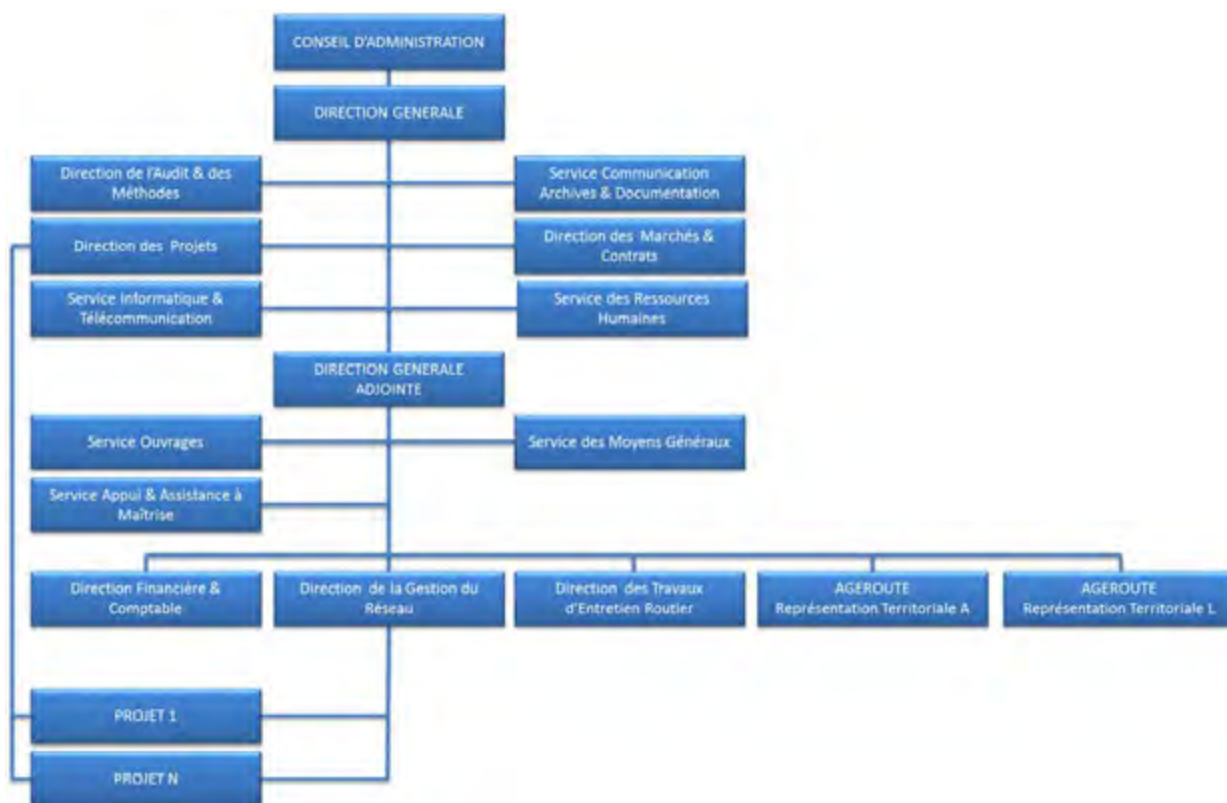 CONSEIL D'ADMINISTRATION
DIRECTION GENERALE
Direction de l'Audit & des
Méthodes
Service Communication
Archives & Documentation
Direction des Projets
Direction des Marchés &
Contrats
Service Informatique &
Télécommunication
Service des Ressources
Humaines
DIRECTION GENERALE
ADJOINTE
Service Ouvrages
Service des Moyens Généraux
Service Appui & Assistance à
Maîtrise
Direction Financière &
Comptable
Direction de la Gestion du
Réseau
Direction des Travaux
d'Entretien Routier
AGEROUTE
Représentation Territoriale A
AGEROUTE
Représentation Territoriale L
PROJET 1
PROJET N